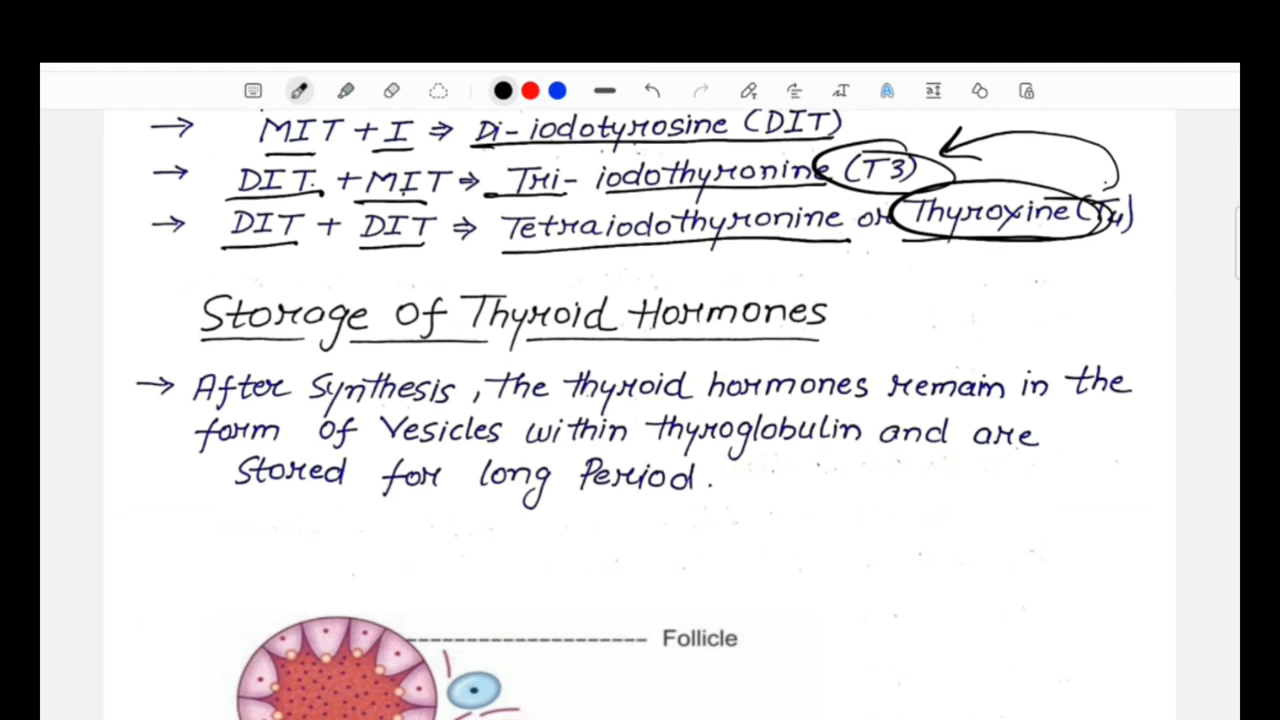 → MIT + I ⇒ Di-iodotyrosine (DIT)
→ DIT. + MIT ⇒ Tri-iodothyronine (T3)
→ DIT + DIT ⇒ Tetraiodothyronine or Thyroxine (T4)
Storage of Thyroid Hormones
→ After Synthesis, the thyroid hormones remain in the
form of Vesicles within thyroglobulin and are
Stored for long Period.
Follicle